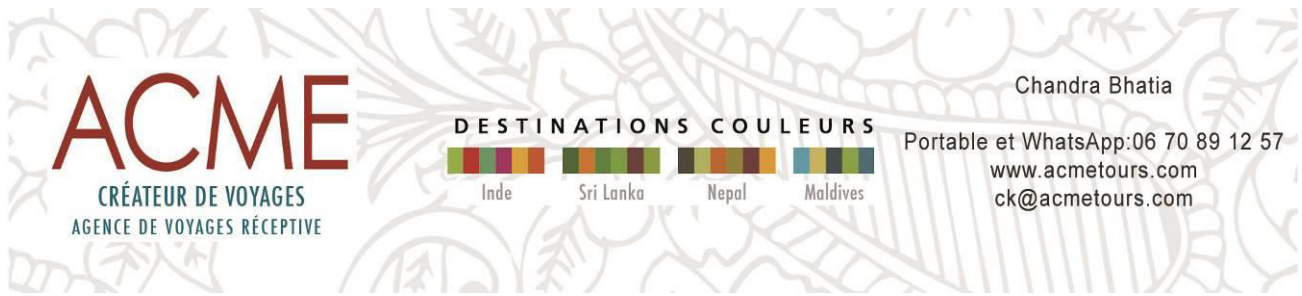 ACME
CRÉATEUR DE VOYAGES
AGENCE DE VOYAGES RÉCEPTIVE
DESTINATIONS COULEURS
Inde
Sri Lanka
Nepal
Maldives
Chandra Bhatia
Portable et WhatsApp:06 70 89 12 57
www.acmetours.com
ck@acmetours.com